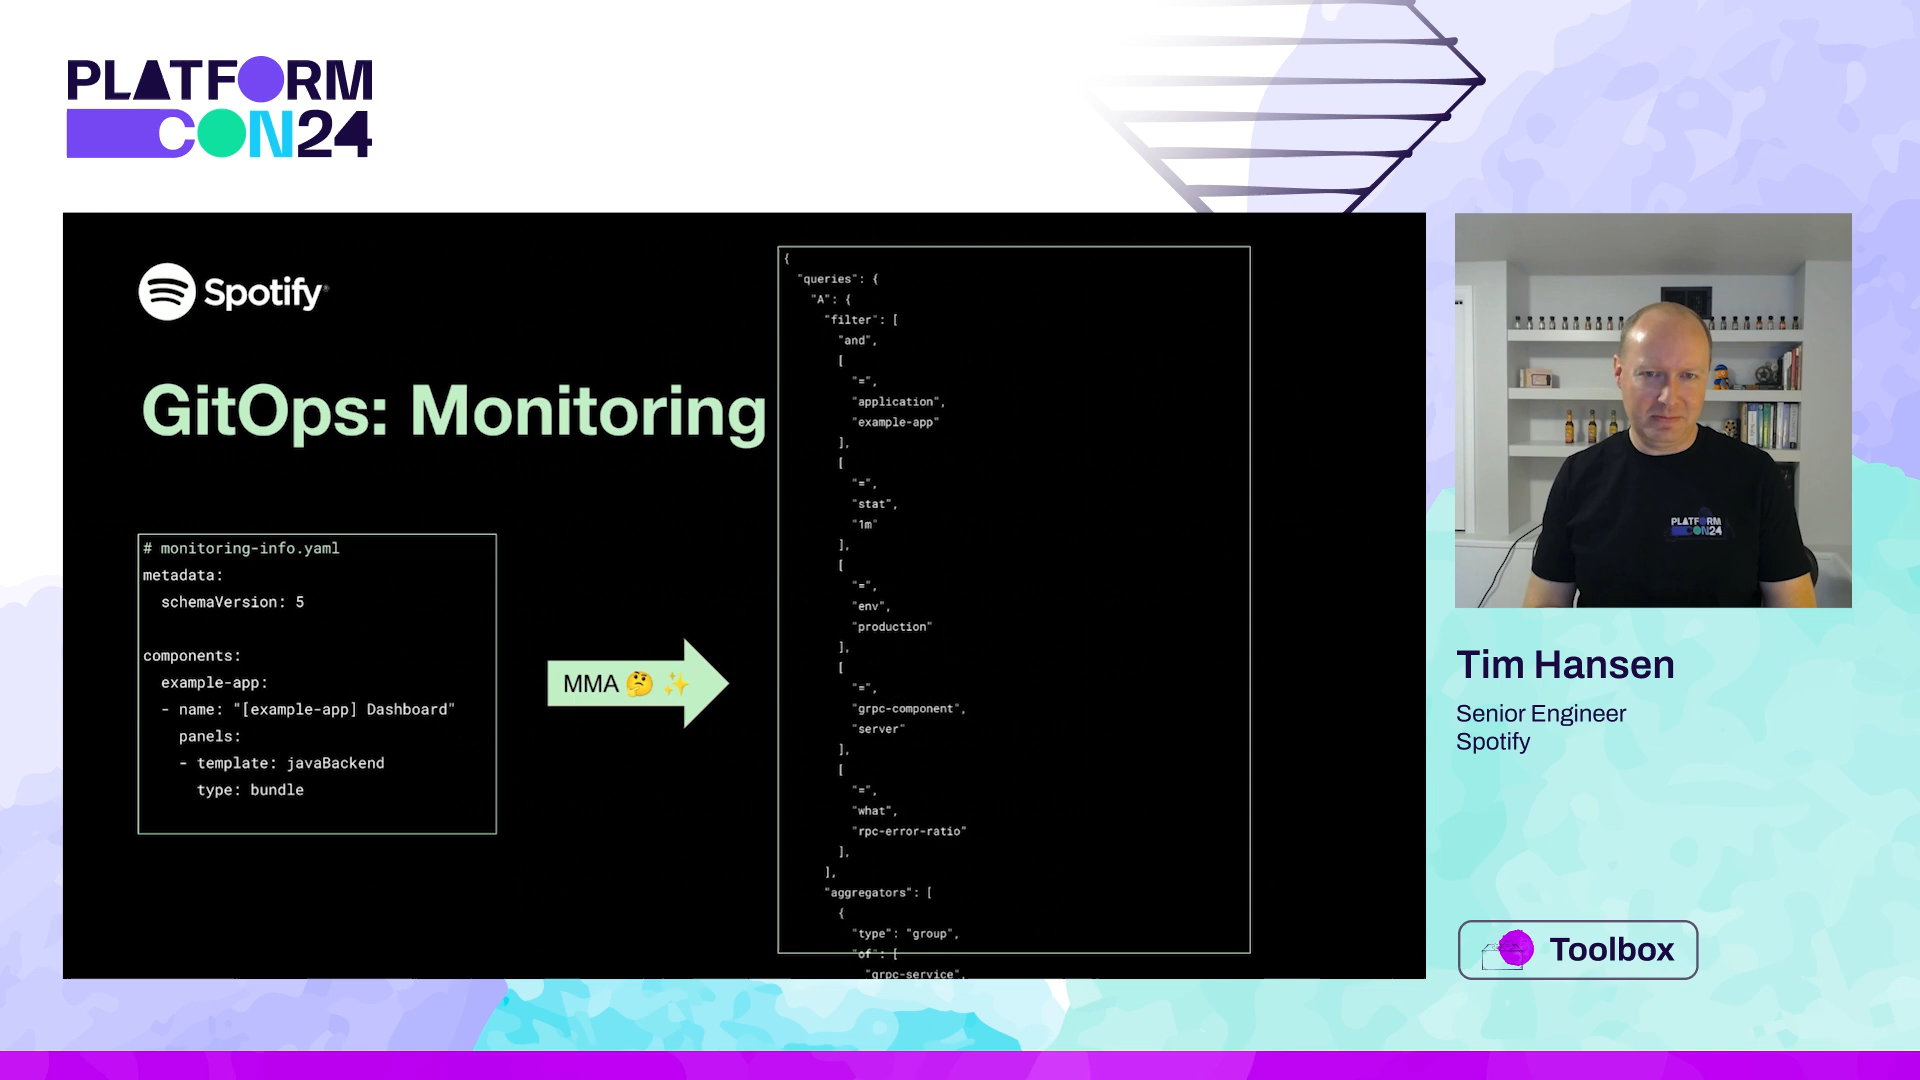 PLATFORM
CON24
Spotify
GitOps: Monitoring
# monitoring-info.yaml
metadata:
  schemaVersion: 5
components:
  example-app:
  - name: "[example-app] Dashboard"
    panels:
    - template: javaBackend
      type: bundle
MMA 🤔 ✨
{
  "queries": {
    "A": {
      "filter": [
        "and",
        [
          "=",
          "application",
          "example-app"
        ],
        [
          "=",
          "stat",
          "1m"
        ],
        [
          "=",
          "env",
          "production"
        ],
        [
          "=",
          "grpc-component",
          "server"
        ],
        [
          "=",
          "what",
          "rpc-error-ratio"
        ],
      ],
      "aggregators": [
        {
          "type": "group",
          "of": [
            "grpc-service",
PLATFORM
CON24
Tim Hansen
Senior Engineer
Spotify
Toolbox